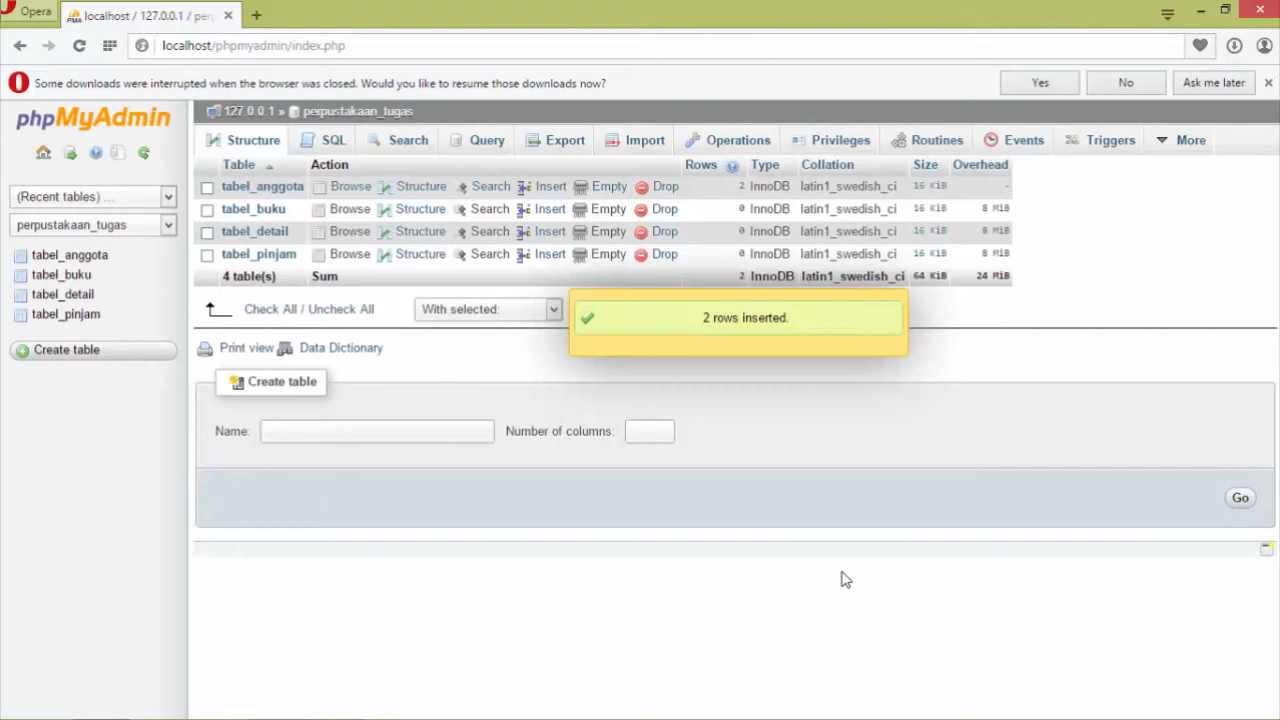 Opera
localhost / 127.0.0.1 / per
localhost/phpmyadmin/index.php
Some downloads were interrupted when the browser was closed. Would you like to resume those downloads now?
Yes
No
Ask me later
phpMyAdmin
127.0.0.1 » perpustakaan_tugas
Structure SQL Search Query Export Import Operations Privileges Routines Events Triggers More
(Recent tables) ...
perpustakaan_tugas
tabel_anggota
tabel_buku
tabel_detail
tabel_pinjam
Create table
Table Action Rows Type Collation Size Overhead
tabel_anggota Browse Structure Search Insert Empty Drop 2 InnoDB latin1_swedish_ci 16 KiB -
tabel_buku Browse Structure Search Insert Empty Drop 0 InnoDB latin1_swedish_ci 16 KiB 8 MiB
tabel_detail Browse Structure Search Insert Empty Drop 0 InnoDB latin1_swedish_ci 16 KiB 8 MiB
tabel_pinjam Browse Structure Search Insert Empty Drop 0 InnoDB latin1_swedish_ci 16 KiB 8 MiB
4 table(s) Sum 2 InnoDB latin1_swedish_ci 64 KiB 24 MiB
Check All / Uncheck All With selected:
2 rows inserted.
Print view Data Dictionary
Create table
Name: Number of columns:
Go